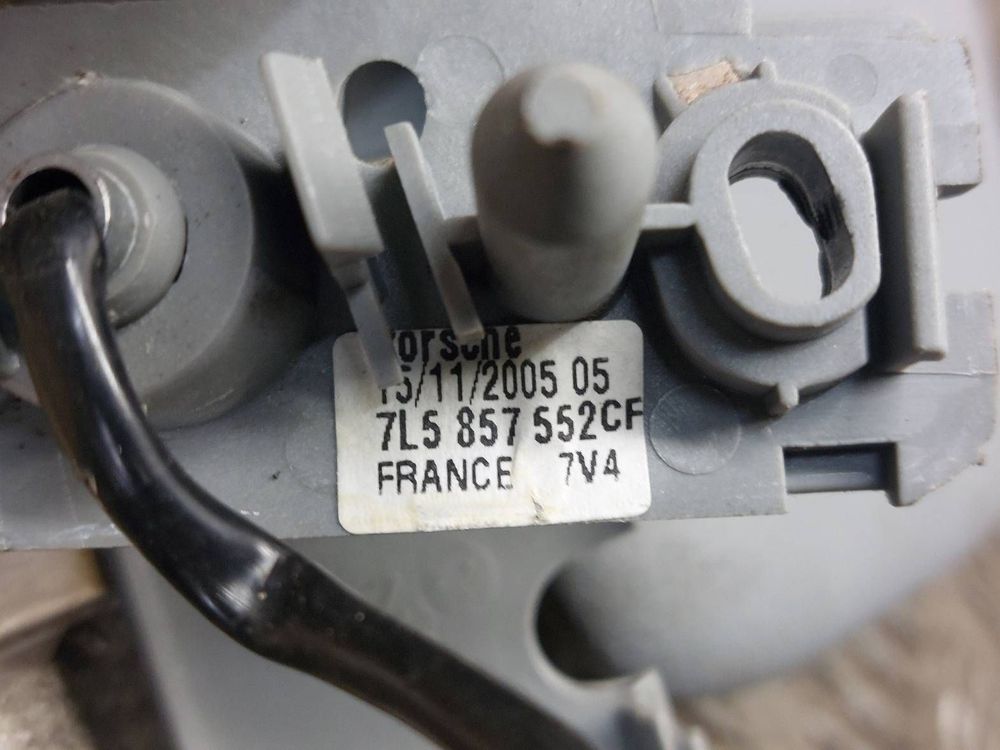 Porsche
15/11/2005 05
7L5 857 552CF
FRANCE 7V4